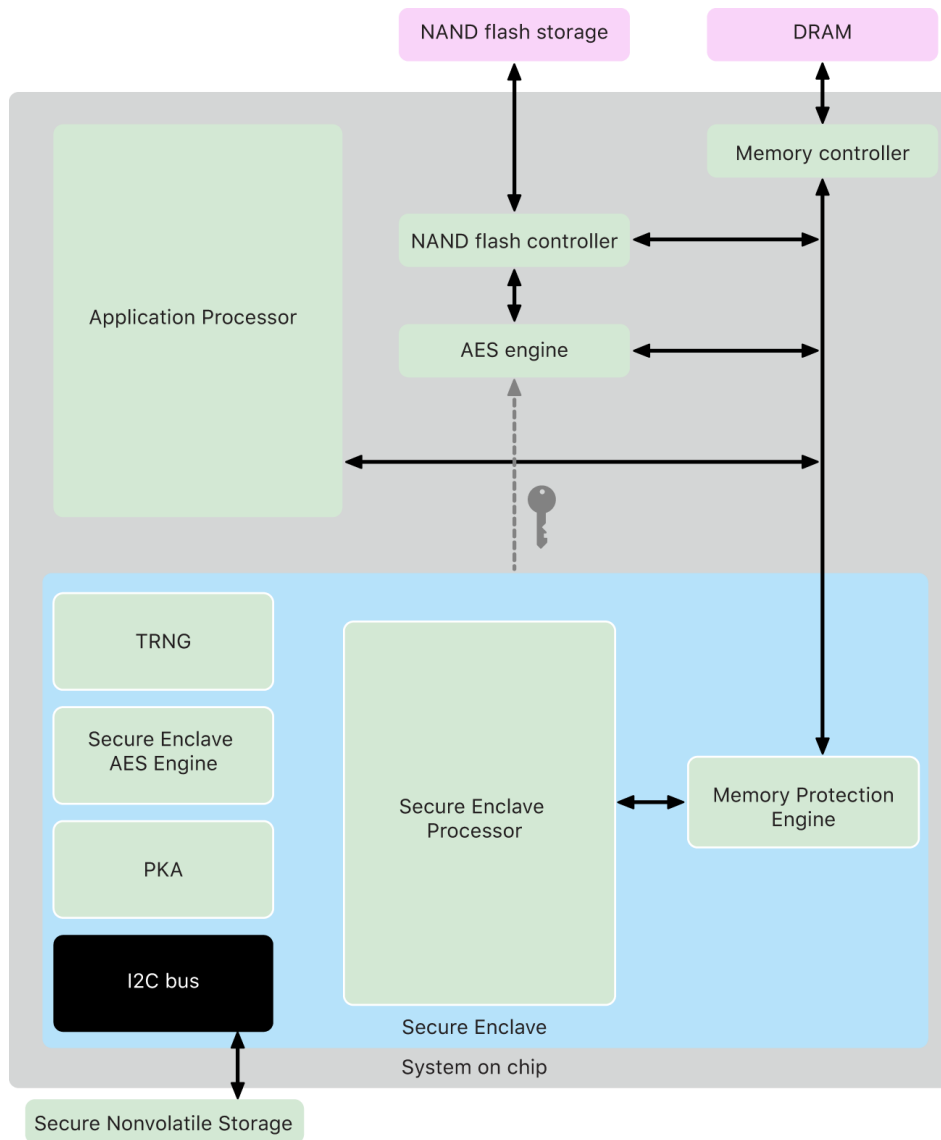 NAND flash storage
DRAM
Memory controller
NAND flash controller
Application Processor
AES engine
TRNG
Secure Enclave
AES Engine
Secure Enclave
Processor
Memory Protection
Engine
PKA
I2C bus
Secure Enclave
System on chip
Secure Nonvolatile Storage